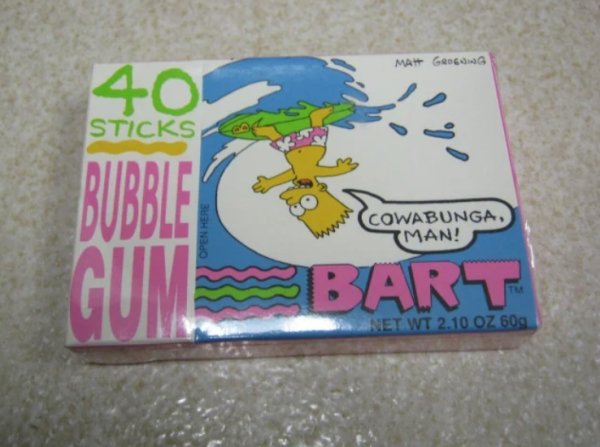 40
STICKS
BUBBLE
GUM
OPEN HERE
MATT GROENING
COWABUNGA,
MAN!
BART TM
NET WT 2.10 OZ 60g